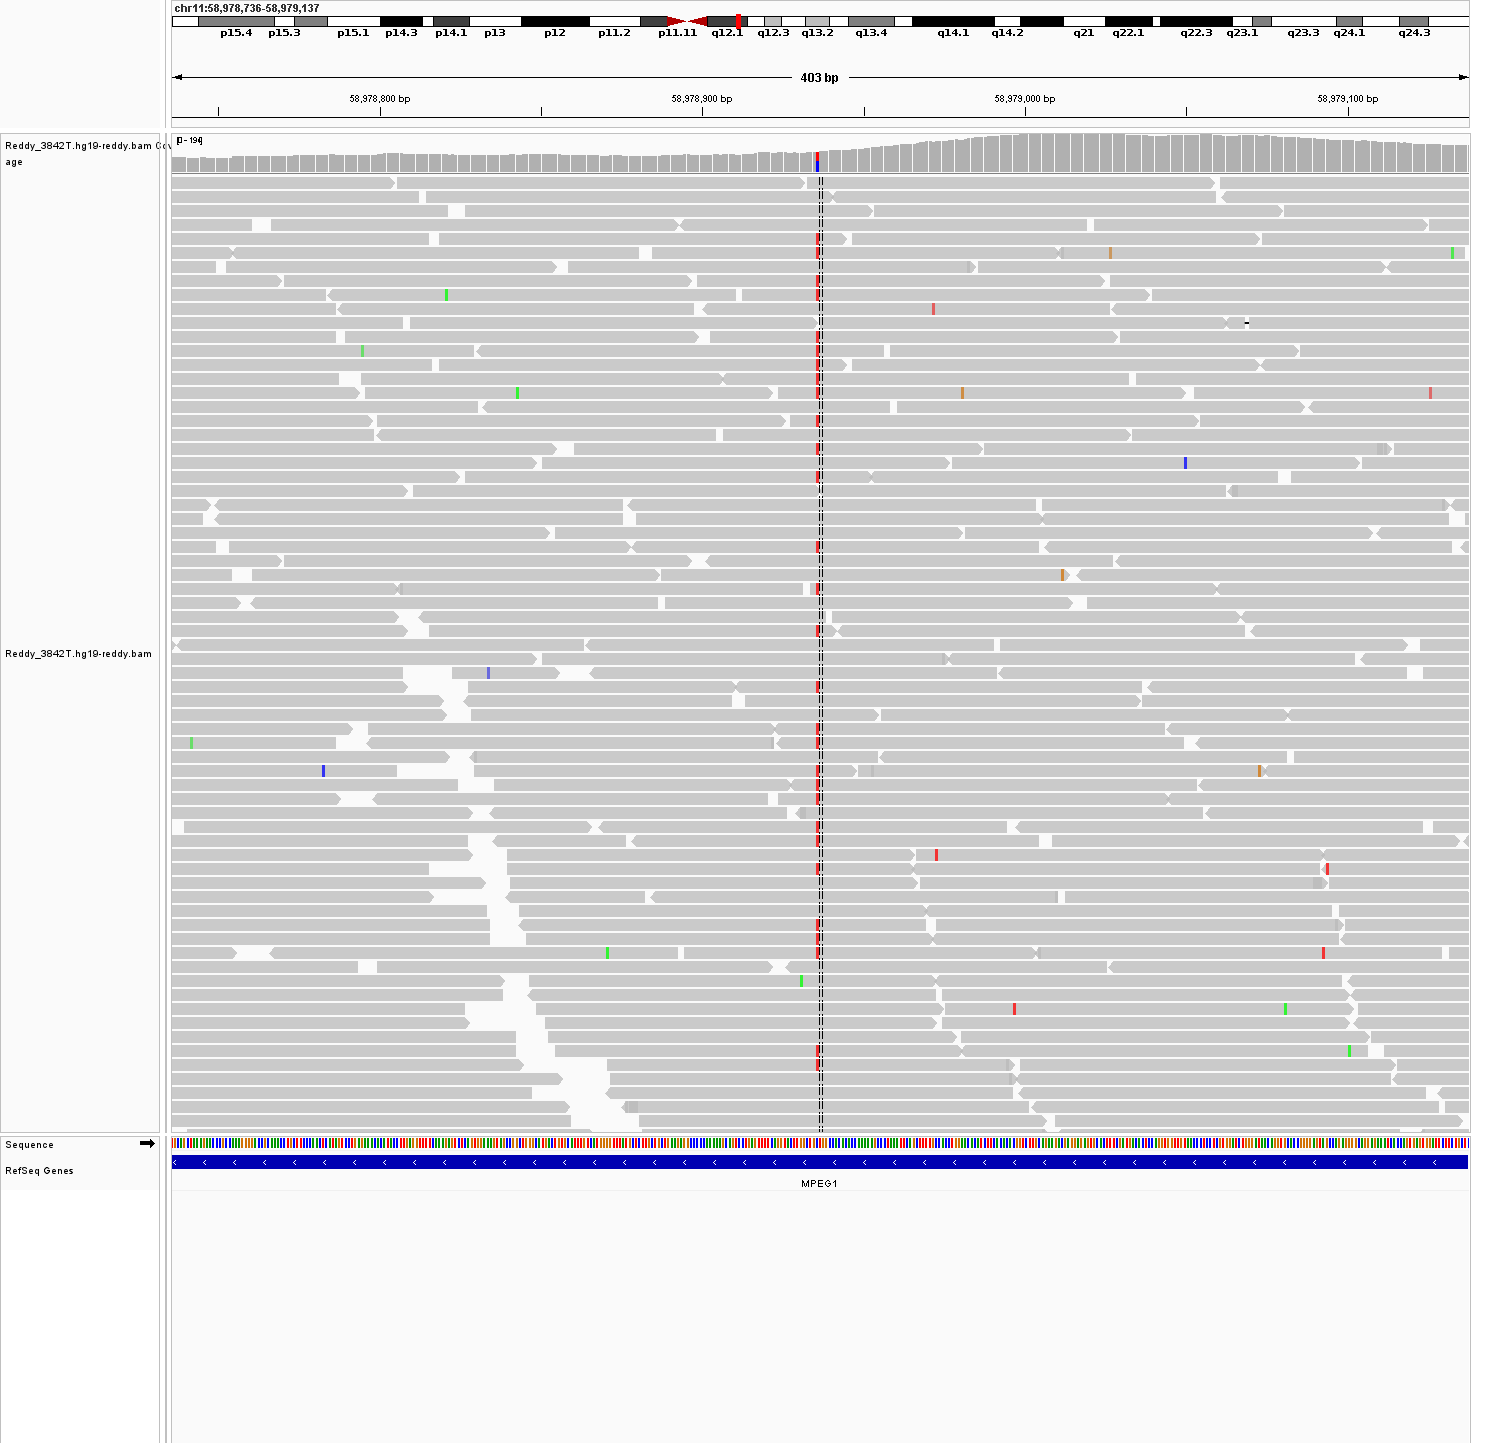 chr11:58,978,736-58,979,137
p15.4 p15.3 p15.1 p14.3 p14.1 p13 p12 p11.2 p11.11 q12.1 q12.3 q13.2 q13.4 q14.1 q14.2 q21 q22.1 q22.3 q23.1 q23.3 q24.1 q24.3
403 bp
58,978,800 bp 58,978,900 bp 58,979,000 bp 58,979,100 bp
[0 - 194]
Reddy_3842T.hg19-reddy.bam Cov
age
Reddy_3842T.hg19-reddy.bam
Sequence
RefSeq Genes
MPEG1